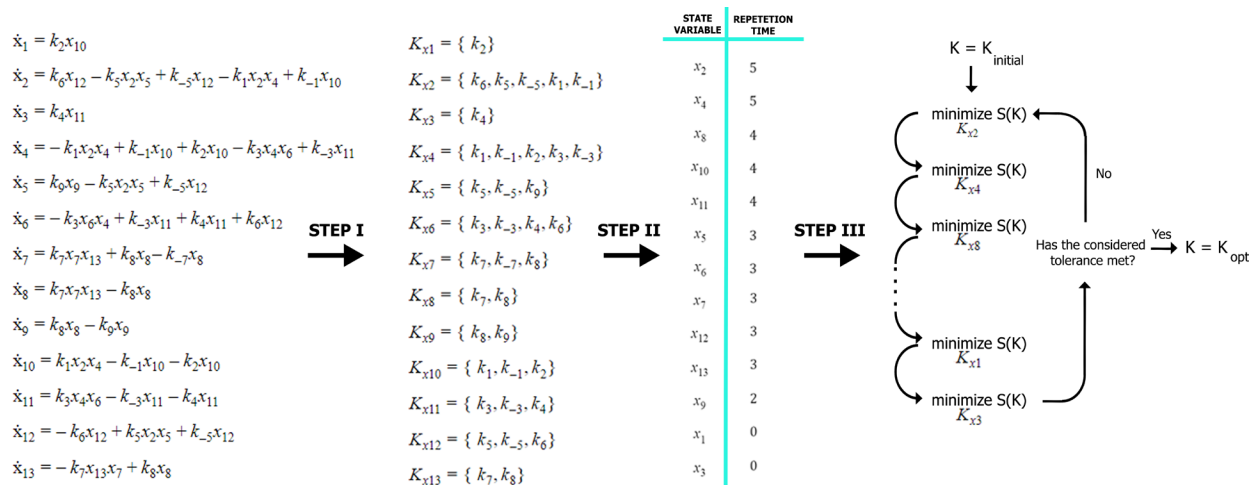 ẋ₁ = k₂x₁₀
ẋ₂ = k₆x₁₂ − k₅x₂x₅ + k₋₅x₁₂ − k₁x₂x₄ + k₋₁x₁₀
ẋ₃ = k₄x₁₁
ẋ₄ = − k₁x₂x₄ + k₋₁x₁₀ + k₂x₁₀ − k₃x₄x₆ + k₋₃x₁₁
ẋ₅ = k₉x₉ − k₅x₂x₅ + k₋₅x₁₂
ẋ₆ = − k₃x₆x₄ + k₋₃x₁₁ + k₄x₁₁ + k₆x₁₂
ẋ₇ = k₇x₇x₁₃ + k₈x₈ − k₋₇x₈
ẋ₈ = k₇x₇x₁₃ − k₈x₈
ẋ₉ = k₈x₈ − k₉x₉
ẋ₁₀ = k₁x₂x₄ − k₋₁x₁₀ − k₂x₁₀
ẋ₁₁ = k₃x₄x₆ − k₋₃x₁₁ − k₄x₁₁
ẋ₁₂ = − k₆x₁₂ + k₅x₂x₅ + k₋₅x₁₂
ẋ₁₃ = − k₇x₁₃x₇ + k₈x₈
STEP I
Kₓ₁ = { k₂}
Kₓ₂ = { k₆, k₅, k₋₅, k₁, k₋₁}
Kₓ₃ = { k₄}
Kₓ₄ = { k₁, k₋₁, k₂, k₃, k₋₃}
Kₓ₅ = { k₅, k₋₅, k₉}
Kₓ₆ = { k₃, k₋₃, k₄, k₆}
Kₓ₇ = { k₇, k₋₇, k₈}
Kₓ₈ = { k₇, k₈}
Kₓ₉ = { k₈, k₉}
Kₓ₁₀ = { k₁, k₋₁, k₂}
Kₓ₁₁ = { k₃, k₋₃, k₄}
Kₓ₁₂ = { k₅, k₋₅, k₆}
Kₓ₁₃ = { k₇, k₈}
STEP II
STATE VARIABLE REPETETION TIME
x₂ 5
x₄ 5
x₈ 4
x₁₀ 4
x₁₁ 4
x₅ 3
x₆ 3
x₇ 3
x₁₂ 3
x₁₃ 3
x₉ 2
x₁ 0
x₃ 0
STEP III
K = K initial
minimize S(K)
Kₓ₂
minimize S(K)
Kₓ₄
minimize S(K)
Kₓ₈
minimize S(K)
Kₓ₁
minimize S(K)
Kₓ₃
No
Has the considered
tolerance met?
Yes
K = K opt